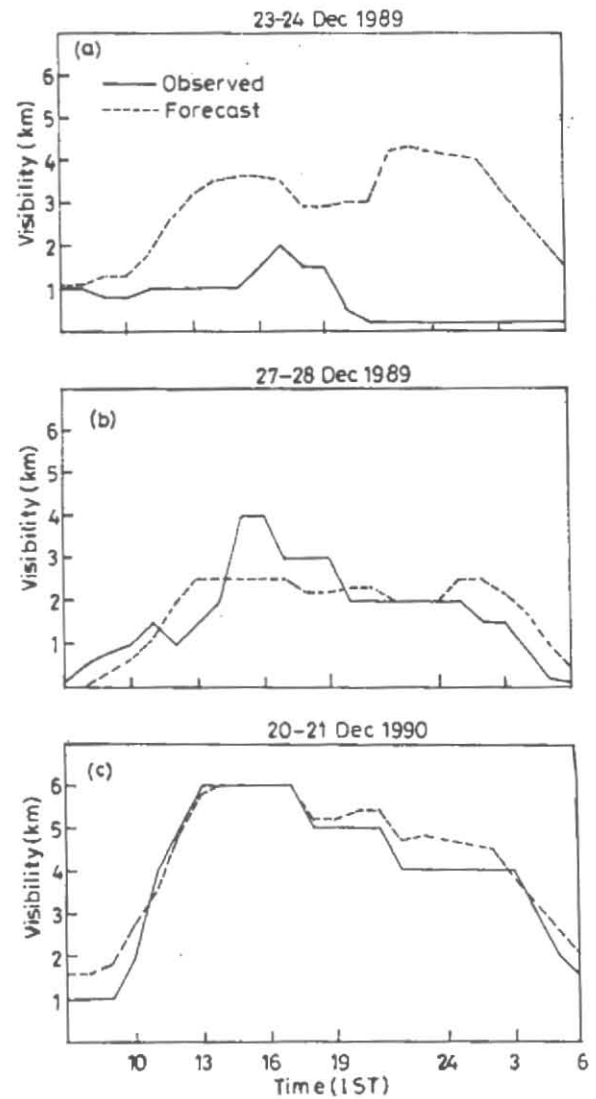 23-24 Dec 1989
(a)
Observed
Forecast
6
5
4
3
2
1
Visibility (km)
27-28 Dec 1989
(b)
6
5
4
3
2
1
Visibility (km)
20-21 Dec 1990
(c)
6
5
4
3
2
1
Visibility (km)
10 13 16 19 24 3 6
Time (IST)